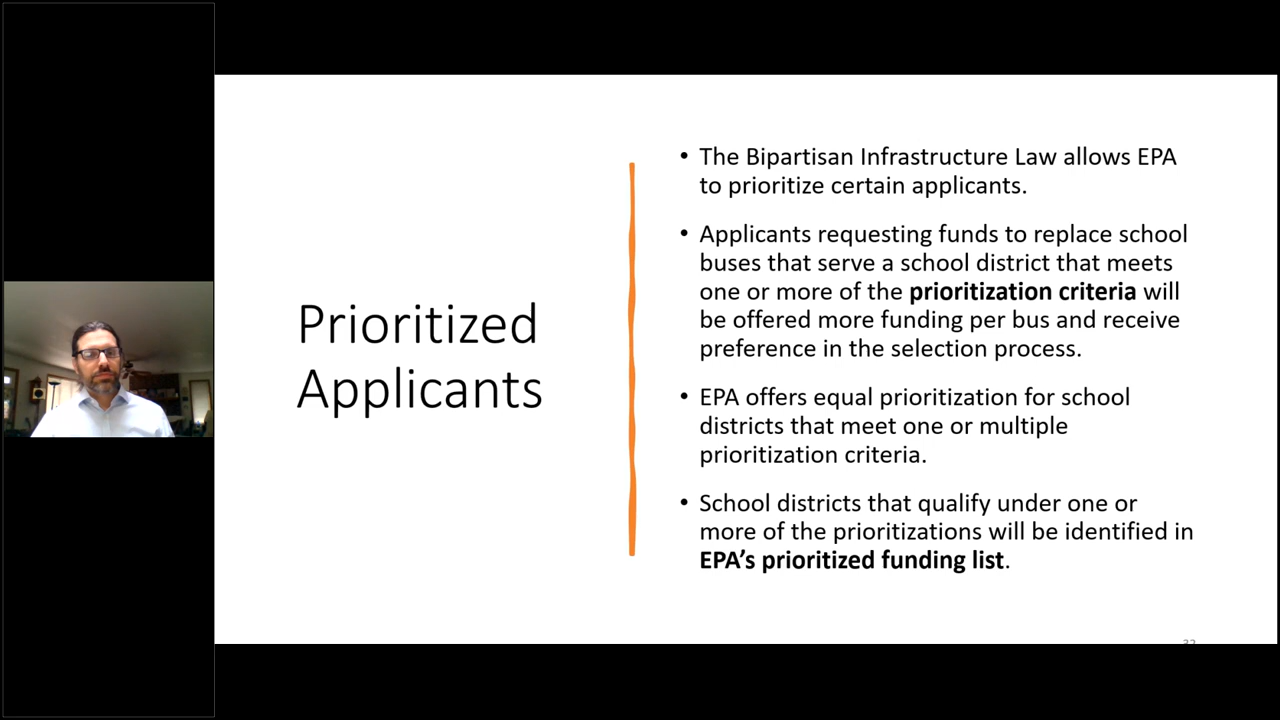 Prioritized
Applicants
• The Bipartisan Infrastructure Law allows EPA
to prioritize certain applicants.
• Applicants requesting funds to replace school
buses that serve a school district that meets
one or more of the prioritization criteria will
be offered more funding per bus and receive
preference in the selection process.
• EPA offers equal prioritization for school
districts that meet one or multiple
prioritization criteria.
• School districts that qualify under one or
more of the prioritizations will be identified in
EPA’s prioritized funding list.